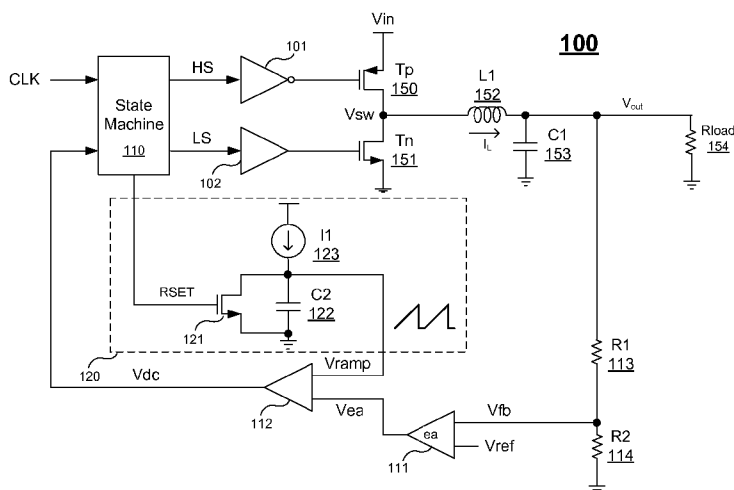 Vin
100
101
CLK
HS
Tp
150
L1
152
State
Machine
110
Vsw
Vout
LS
Tn
151
IL
C1
153
Rload
154
102
I1
123
RSET
C2
122
121
R1
113
120
Vdc
Vramp
112
Vea
Vfb
ea
Vref
111
R2
114